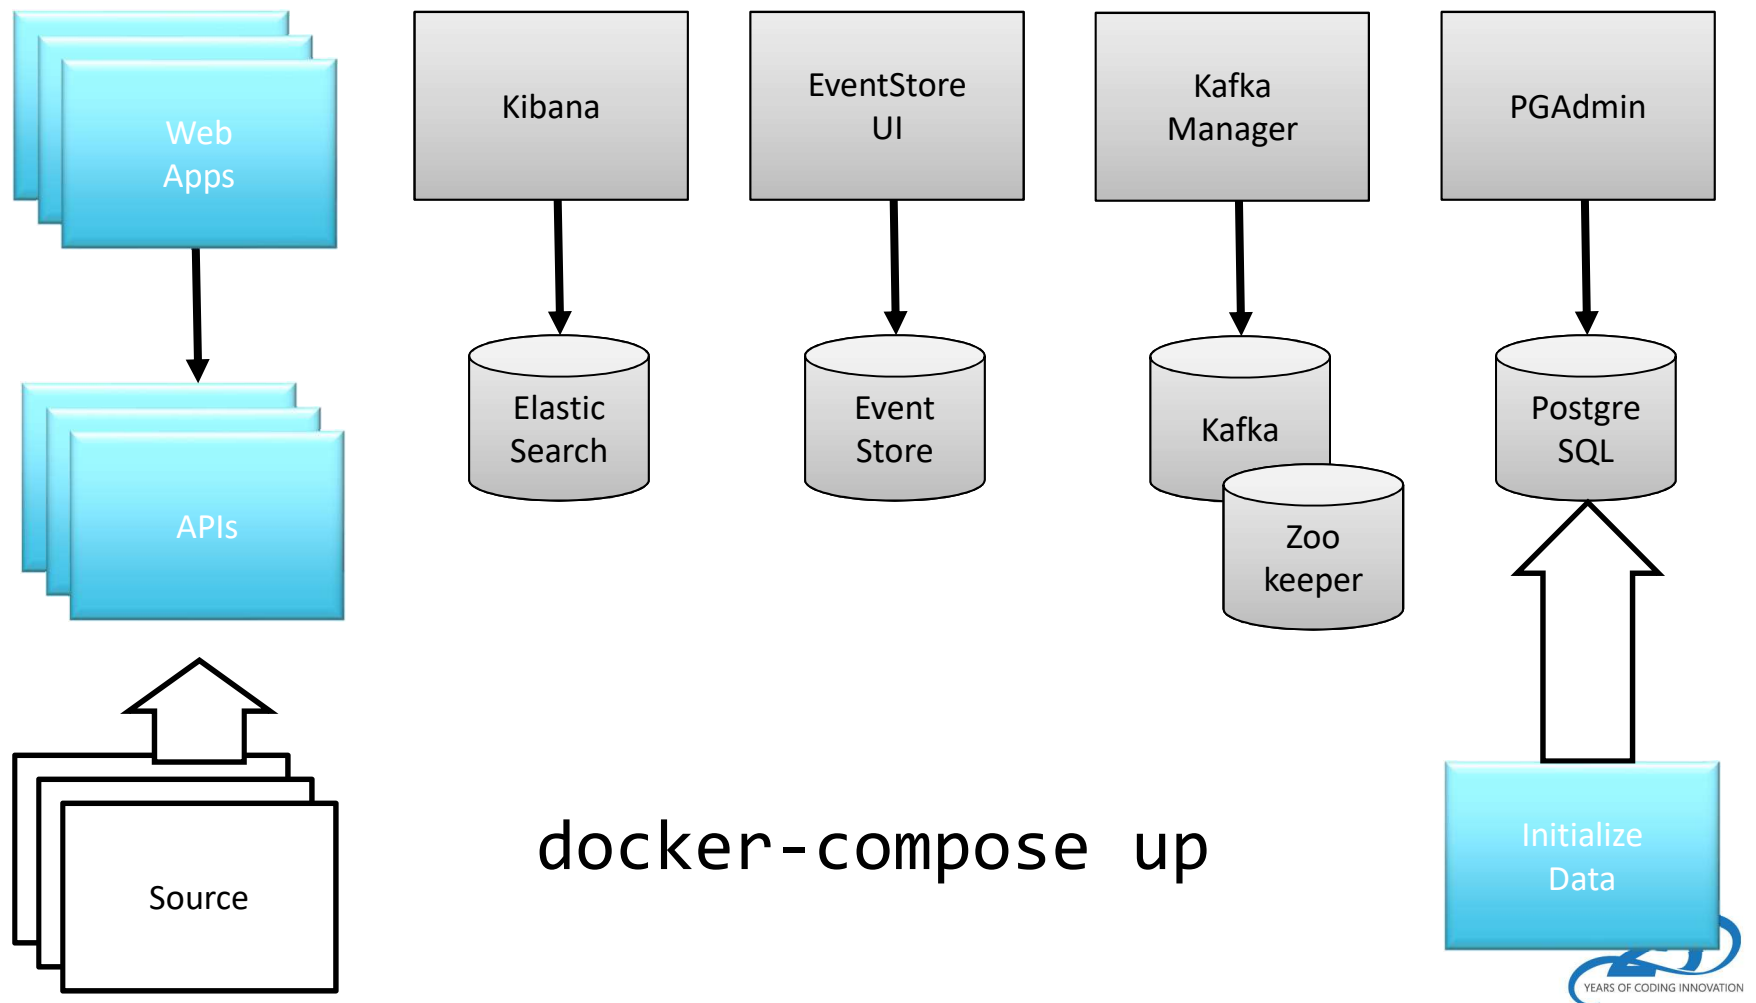 Web
Apps
Kibana
EventStore
UI
Kafka
Manager
PGAdmin
APIs
Elastic
Search
Event
Store
Kafka
Zoo
keeper
Postgre
SQL
Source
docker-compose up
Initialize
Data
YEARS OF CODING INNOVATION